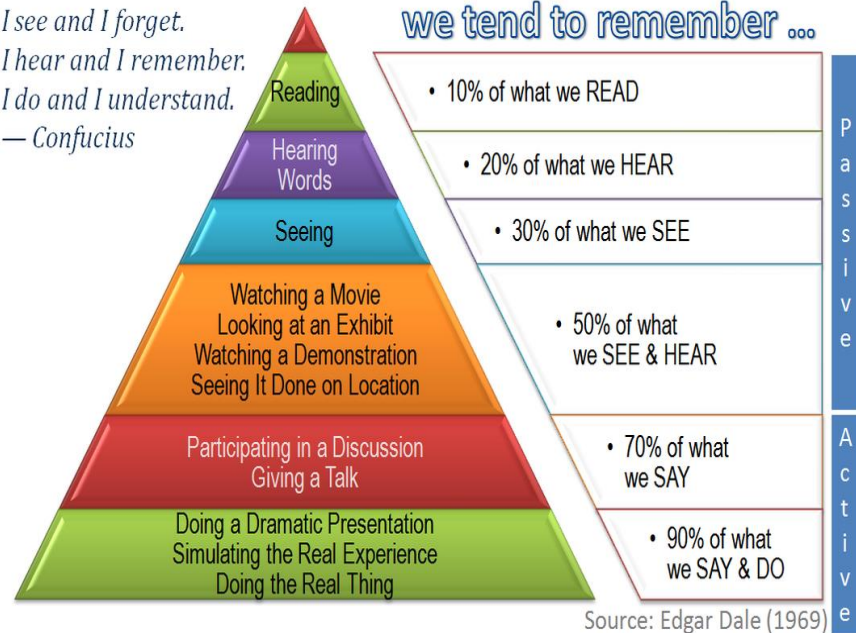 I see and I forget.
I hear and I remember.
I do and I understand.
— Confucius
we tend to remember ...
Reading
• 10% of what we READ
Hearing
Words
• 20% of what we HEAR
Seeing
• 30% of what we SEE
Watching a Movie
Looking at an Exhibit
Watching a Demonstration
Seeing It Done on Location
• 50% of what
we SEE & HEAR
Passive
Participating in a Discussion
Giving a Talk
• 70% of what
we SAY
Doing a Dramatic Presentation
Simulating the Real Experience
Doing the Real Thing
• 90% of what
we SAY & DO
Active
Source: Edgar Dale (1969)